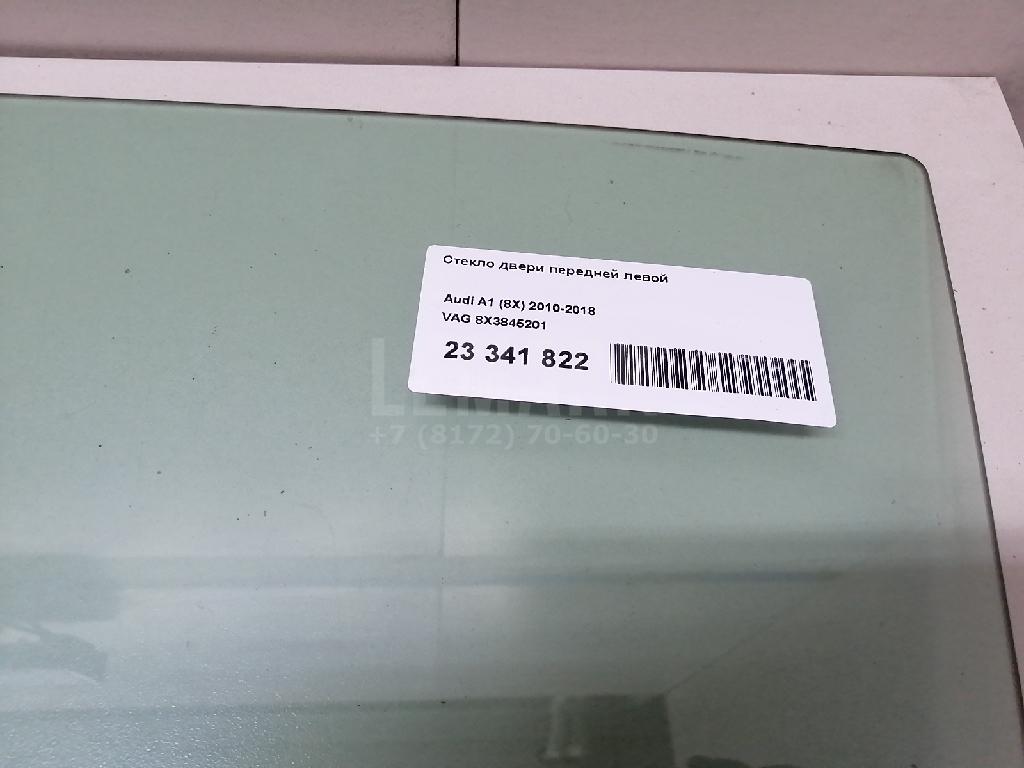 Стекло двери передней левой
Audi A1 (8X) 2010-2018
VAG 8X3845201
23 341 822
+7 (8172) 70-60-30